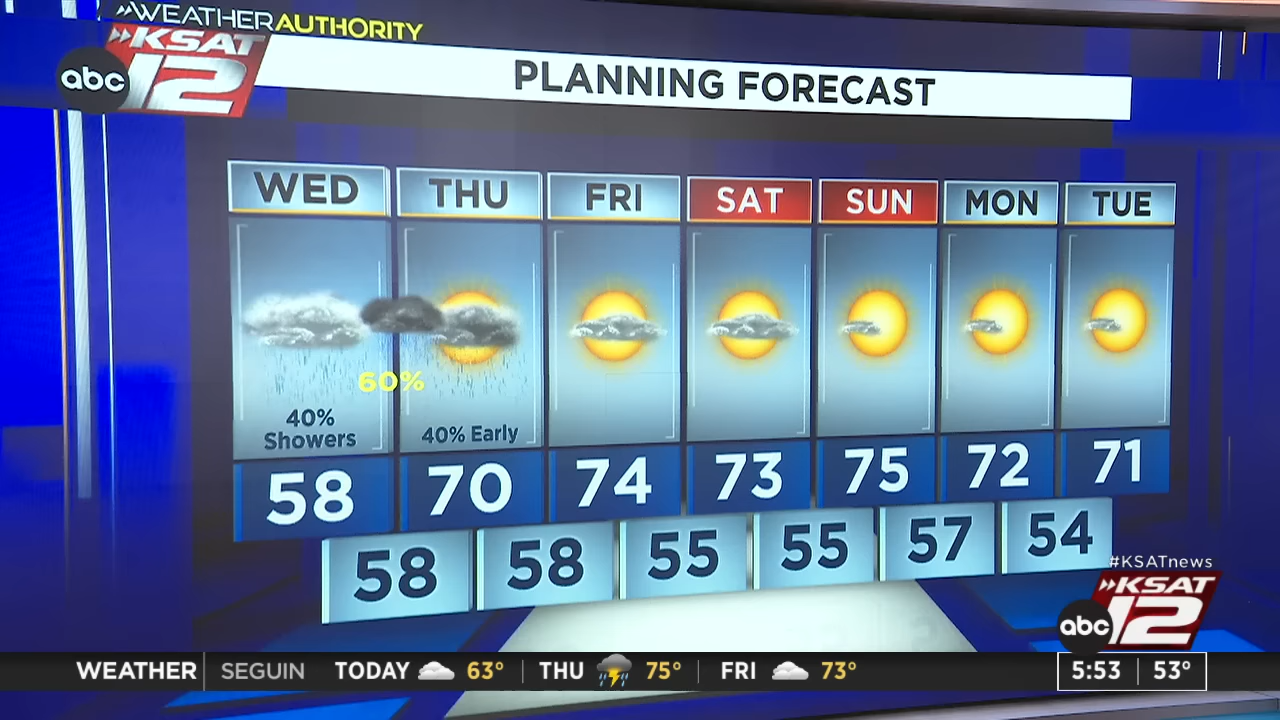 WEATHERAUTHORITY
KSAT
abc 12
PLANNING FORECAST
WED THU FRI SAT SUN MON TUE
60%
40%
Showers
40% Early
58 70 74 73 75 72 71
58 58 55 55 57 54
#KSATnews
KSAT
abc 12
WEATHER SEGUIN TODAY 63° THU 75° FRI 73° 5:53 53°